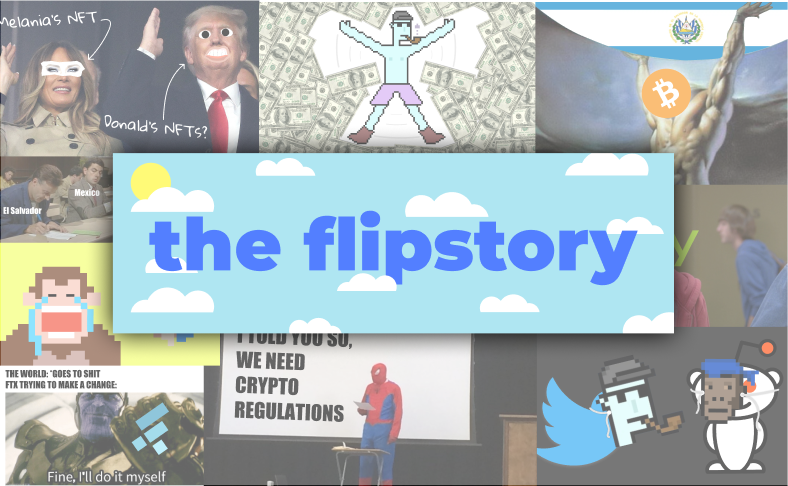 Melania's NFT
Donald's NFTs?
El Salvador
Mexico
the flipstory
y
I TOLD YOU SO,
WE NEED
CRYPTO
REGULATIONS
THE WORLD: *GOES TO SHIT
FTX TRYING TO MAKE A CHANGE:
Fine, I'll do it myself